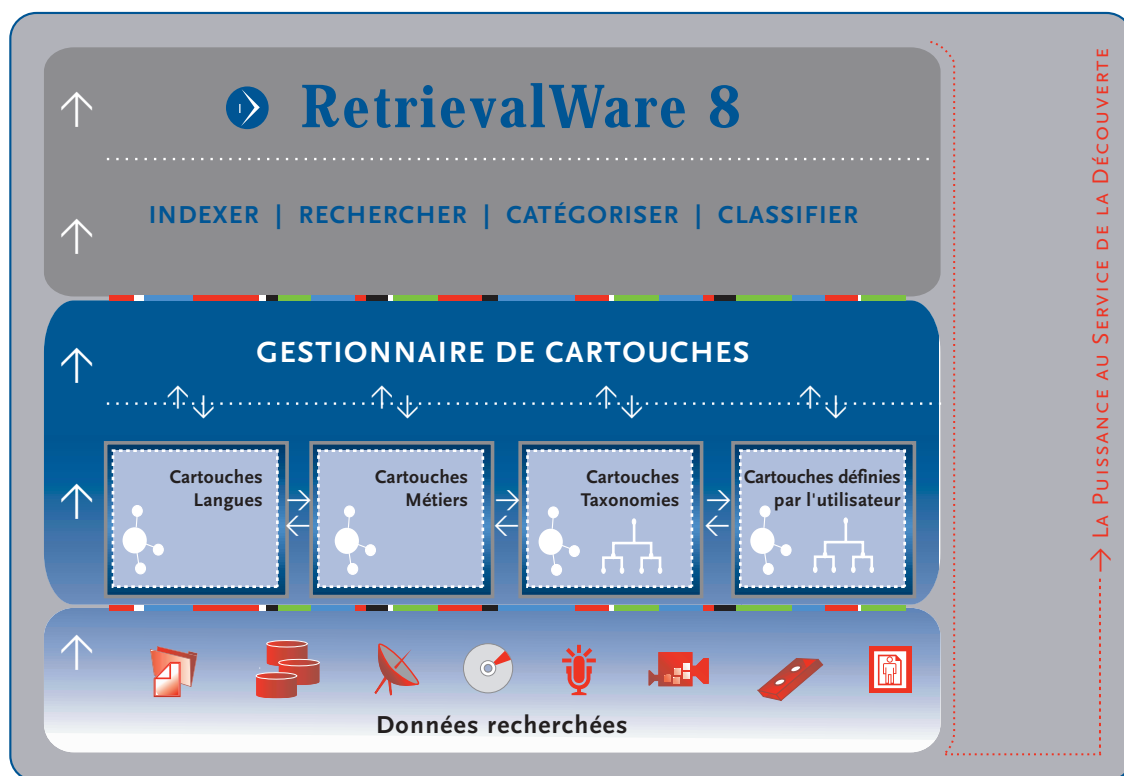 RetrievalWare 8
INDEXER | RECHERCHER | CATÉGORISER | CLASSIFIER
GESTIONNAIRE DE CARTOUCHES
Cartouches
Langues
Cartouches
Métiers
Cartouches
Taxonomies
Cartouches définies
par l'utilisateur
Données recherchées
LA PUISSANCE AU SERVICE DE LA DÉCOUVERTE